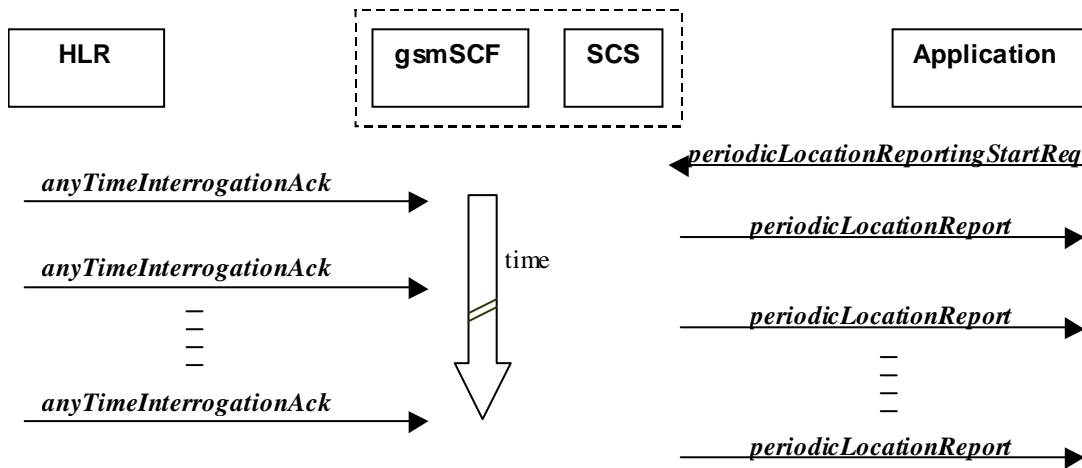 HLR
gsmSCF
SCS
Application
periodicLocationReportingStartReq
anyTimeInterrogationAck
periodicLocationReport
anyTimeInterrogationAck
time
periodicLocationReport
anyTimeInterrogationAck
periodicLocationReport